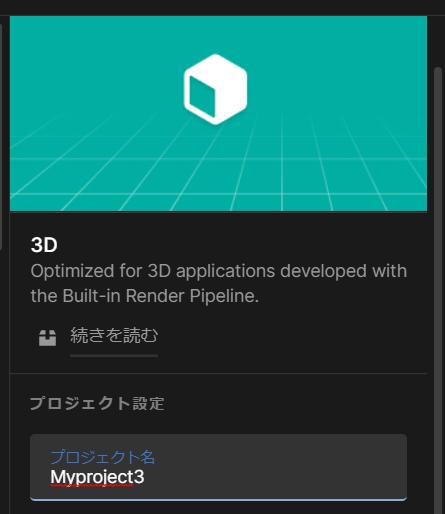 3D
Optimized for 3D applications developed with
the Built-in Render Pipeline.
続きを読む
プロジェクト設定
プロジェクト名
Myproject3